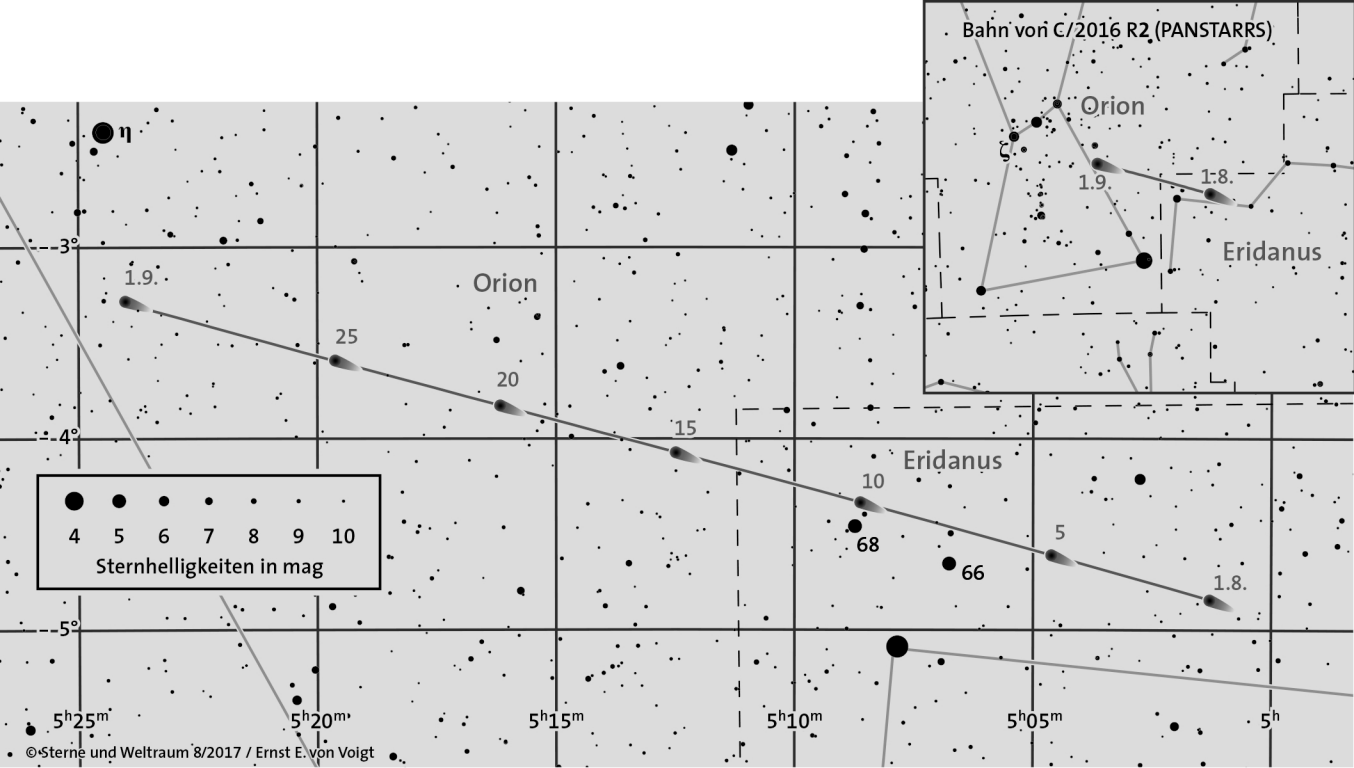 Bahn von C/2016 R2 (PANSTARRS)
Orion
ζ
1.9.
1.8.
Eridanus
η
–3°
1.9.
Orion
25
20
15
–4°
Eridanus
10
68
5
66
1.8.
4 5 6 7 8 9 10
Sternhelligkeiten in mag
–5°
5h25m 5h20m 5h15m 5h10m 5h05m 5h
© Sterne und Weltraum 8/2017 / Ernst E. von Voigt